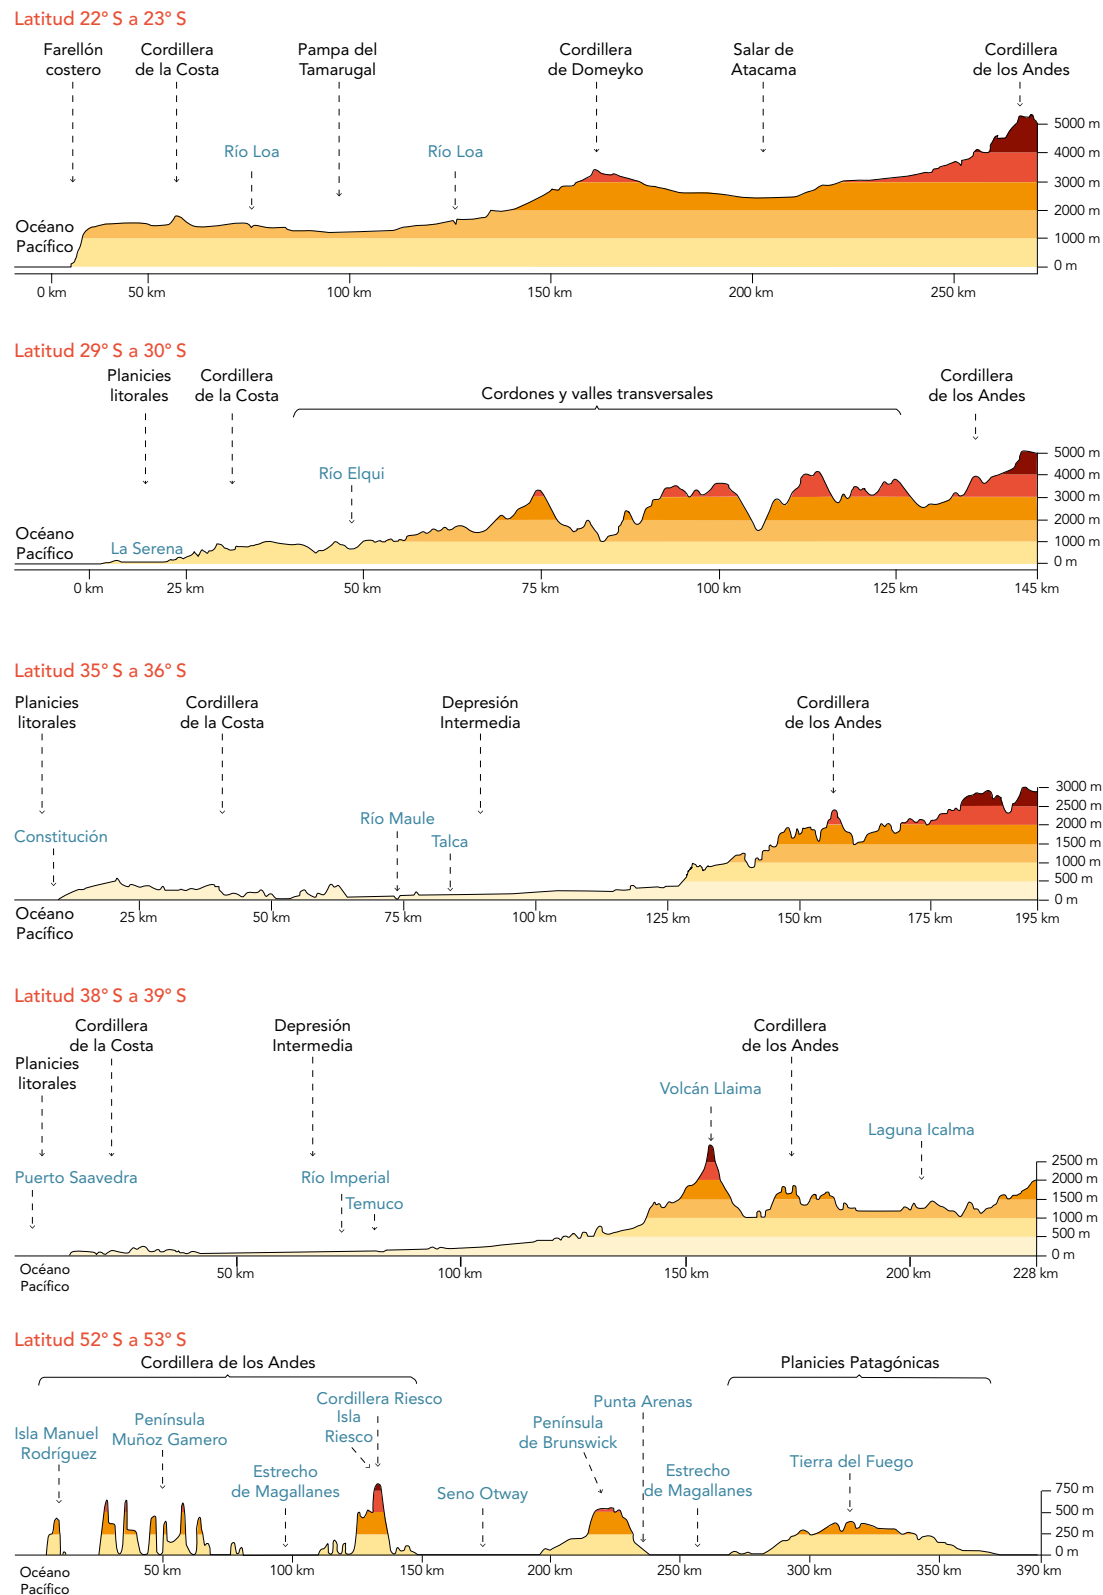 Latitud 22° S a 23° S
Farellón
costero
Cordillera
de la Costa
Pampa del
Tamarugal
Cordillera
de Domeyko
Salar de
Atacama
Cordillera
de los Andes
Río Loa
Río Loa
Océano
Pacífico
5000 m
4000 m
3000 m
2000 m
1000 m
0 m
0 km
50 km
100 km
150 km
200 km
250 km
Latitud 29° S a 30° S
Planicies
litorales
Cordillera
de la Costa
Cordones y valles transversales
Cordillera
de los Andes
Río Elqui
La Serena
Océano
Pacífico
5000 m
4000 m
3000 m
2000 m
1000 m
0 m
0 km
25 km
50 km
75 km
100 km
125 km
145 km
Latitud 35° S a 36° S
Planicies
litorales
Cordillera
de la Costa
Depresión
Intermedia
Cordillera
de los Andes
Constitución
Río Maule
Talca
3000 m
2500 m
2000 m
1500 m
1000 m
500 m
0 m
Océano
Pacífico
25 km
50 km
75 km
100 km
125 km
150 km
175 km
195 km
Latitud 38° S a 39° S
Cordillera
de la Costa
Planicies
litorales
Depresión
Intermedia
Cordillera
de los Andes
Volcán Llaima
Laguna Icalma
Puerto Saavedra
Río Imperial
Temuco
2500 m
2000 m
1500 m
1000 m
500 m
0 m
Océano
Pacífico
50 km
100 km
150 km
200 km
228 km
Latitud 52° S a 53° S
Cordillera de los Andes
Planicies Patagónicas
Isla Manuel
Rodríguez
Península
Muñoz Gamero
Cordillera Riesco
Isla
Riesco
Estrecho
de Magallanes
Seno Otway
Península
de Brunswick
Punta Arenas
Estrecho
de Magallanes
Tierra del Fuego
750 m
500 m
250 m
0 m
Océano
Pacífico
50 km
100 km
150 km
200 km
250 km
300 km
350 km
390 km